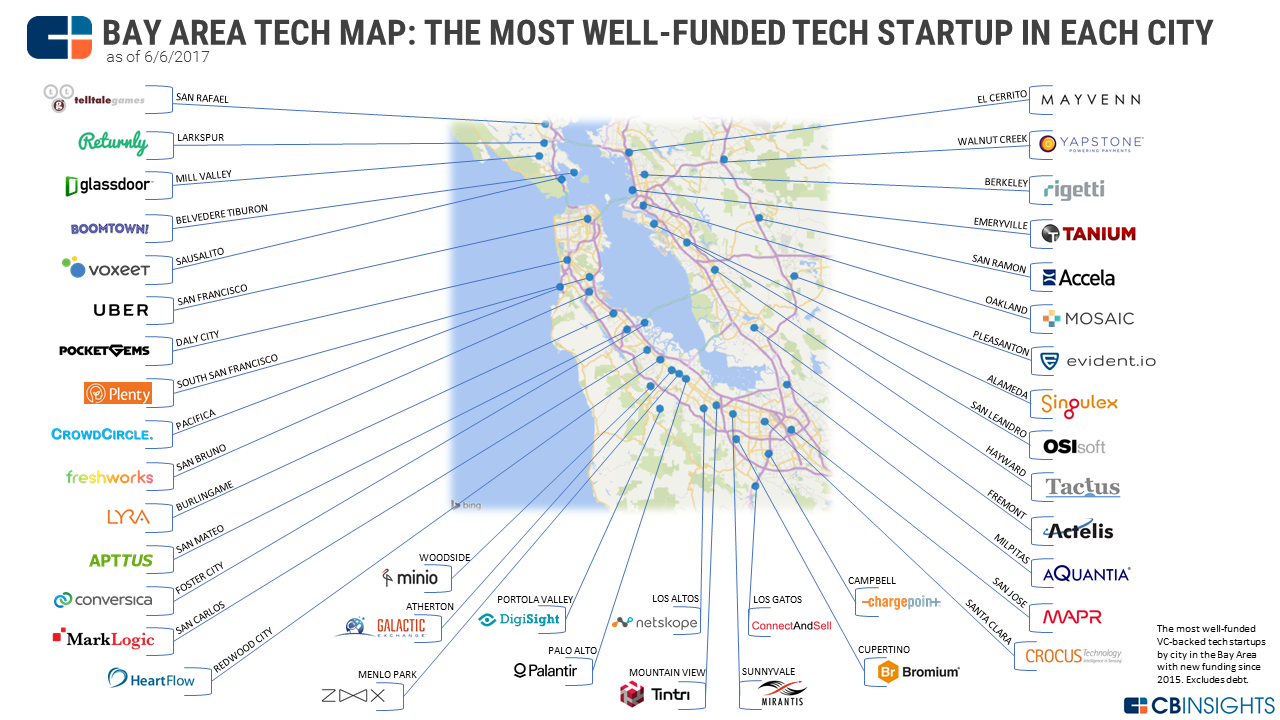 BAY AREA TECH MAP: THE MOST WELL-FUNDED TECH STARTUP IN EACH CITY
as of 6/6/2017
tt
g
telltalegames
SAN RAFAEL
Returnly
LARKSPUR
glassdoor
MILL VALLEY
BOOMTOWN!
BELVEDERE TIBURON
VOXEET
SAUSALITO
UBER
SAN FRANCISCO
POCKETGEMS
DALY CITY
Plenty
SOUTH SAN FRANCISCO
CROWDCIRCLE.
PACIFICA
freshworks
SAN BRUNO
LYRA
BURLINGAME
APTTUS
SAN MATEO
conversica
FOSTER CITY
MarkLogic
SAN CARLOS
HeartFlow
REDWOOD CITY
bing
WOODSIDE
minio
ATHERTON
GALACTIC
EXCHANGE
MENLO PARK
ZOOX
PORTOLA VALLEY
DigiSight
PALO ALTO
Palantir
LOS ALTOS
netskope
MOUNTAIN VIEW
Tintri
LOS GATOS
ConnectAndSell
SUNNYVALE
MIRANTIS
CAMPBELL
-chargepoin+
CUPERTINO
Br Bromium
EL CERRITO
MAYVENN
WALNUT CREEK
YAPSTONE
POWERING PAYMENTS
BERKELEY
rigetti
EMERYVILLE
T TANIUM
SAN RAMON
Accela
OAKLAND
MOSAIC
PLEASANTON
evident.io
ALAMEDA
Singulex
SAN LEANDRO
OSIsoft
HAYWARD
Tactus
FREMONT
Actelis
MILPITAS
AQUANTIA
SAN JOSE
MAPR
SANTA CLARA
CROCUS Technology
Intelligence in Sensing
The most well-funded
VC-backed tech startups
by city in the Bay Area
with new funding since
2015. Excludes debt.
CBINSIGHTS